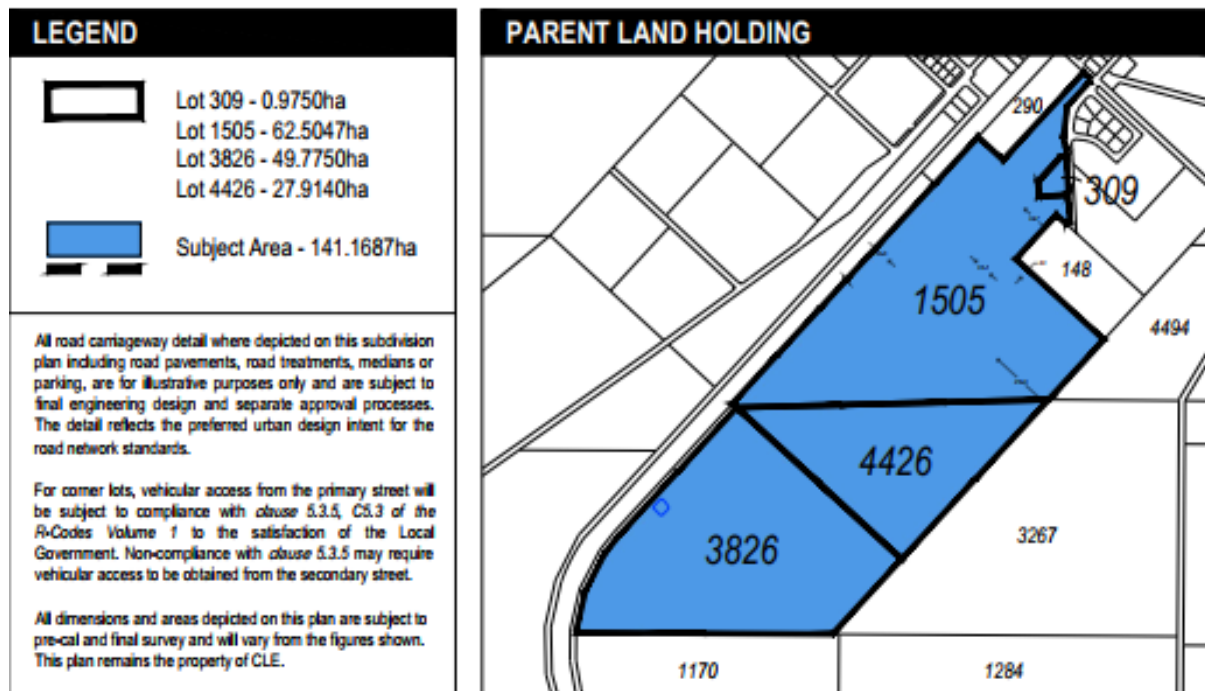 LEGEND
Lot 309 - 0.9750ha
Lot 1505 - 62.5047ha
Lot 3826 - 49.7750ha
Lot 4426 - 27.9140ha
Subject Area - 141.1687ha
All road carriageway detail where depicted on this subdivision
plan including road pavements, road treatments, medians or
parking, are for illustrative purposes only and are subject to
final engineering design and separate approval processes.
The detail reflects the preferred urban design intent for the
road network standards.
For corner lots, vehicular access from the primary street will
be subject to compliance with clause 5.3.5, C5.3 of the
R-Codes Volume 1 to the satisfaction of the Local
Government. Non-compliance with clause 5.3.5 may require
vehicular access to be obtained from the secondary street.
All dimensions and areas depicted on this plan are subject to
pre-cal and final survey and will vary from the figures shown.
This plan remains the property of CLE.
PARENT LAND HOLDING
290
309
148
1505
4494
4426
3826
3267
1170
1284